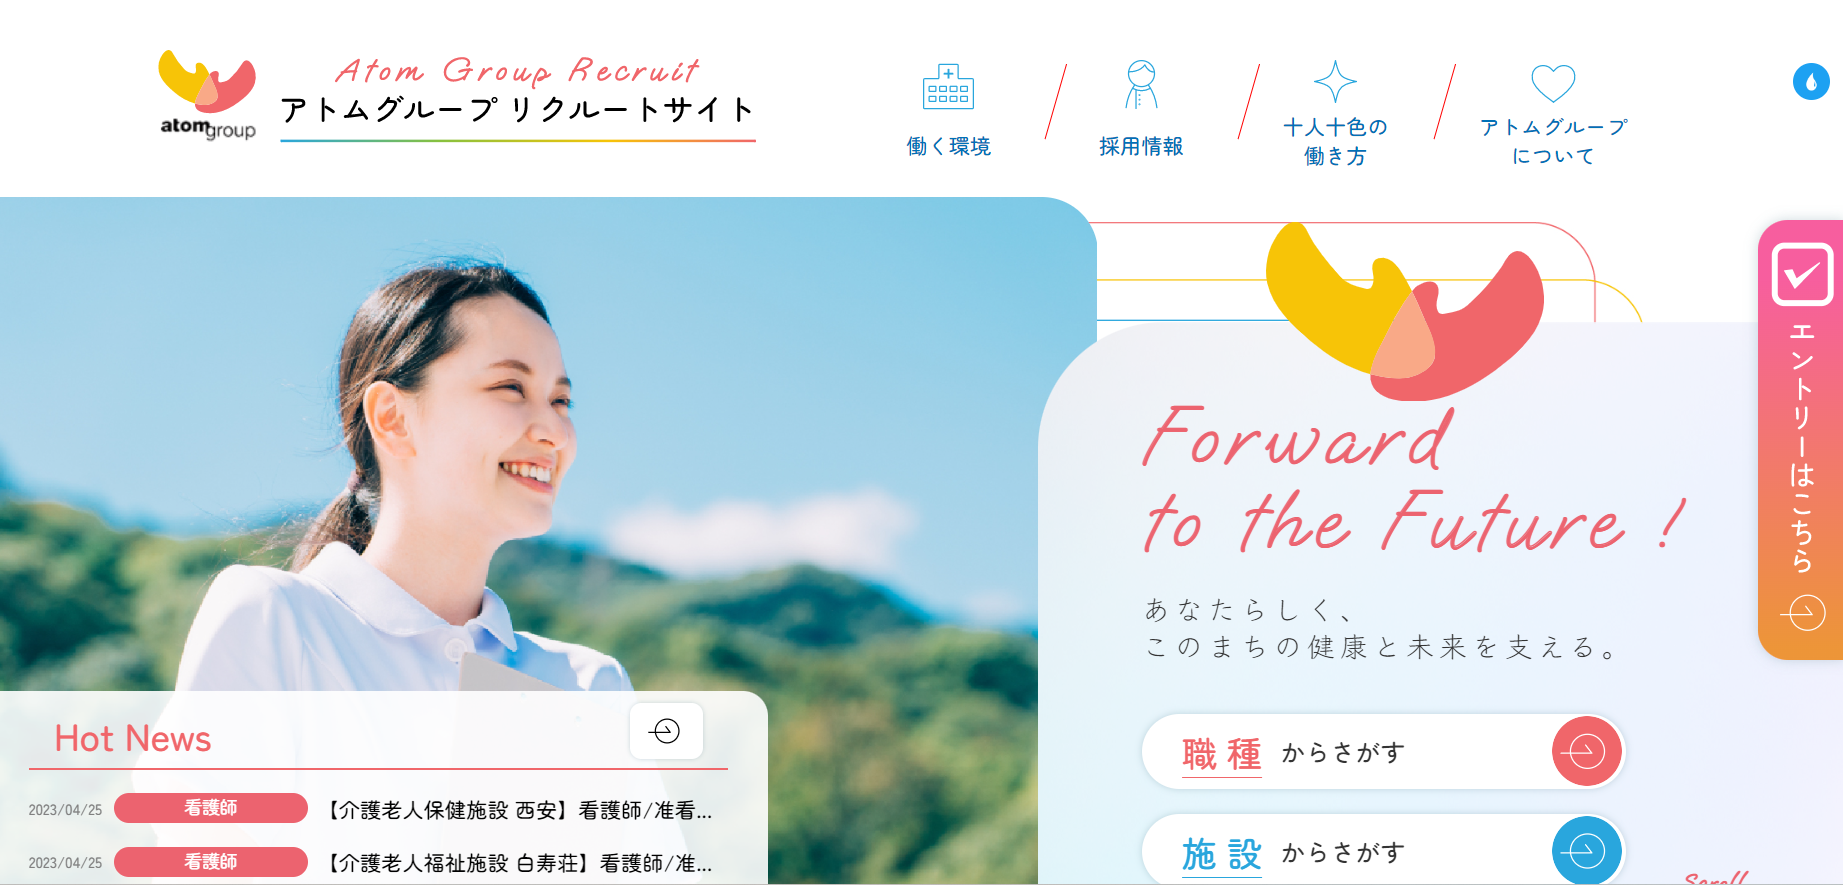 atomgroup
Atom Group Recruit
アトムグループ リクルートサイト
働く環境
採用情報
十人十色の
働き方
アトムグループ
について
エントリーはこちら
Forward
to the Future !
あなたらしく、
このまちの健康と未来を支える。
職種 からさがす
施設 からさがす
Scroll
Hot News
2023/04/25 看護師 【介護老人保健施設 西安】看護師/准看...
2023/04/25 看護師 【介護老人福祉施設 白寿荘】看護師/准...